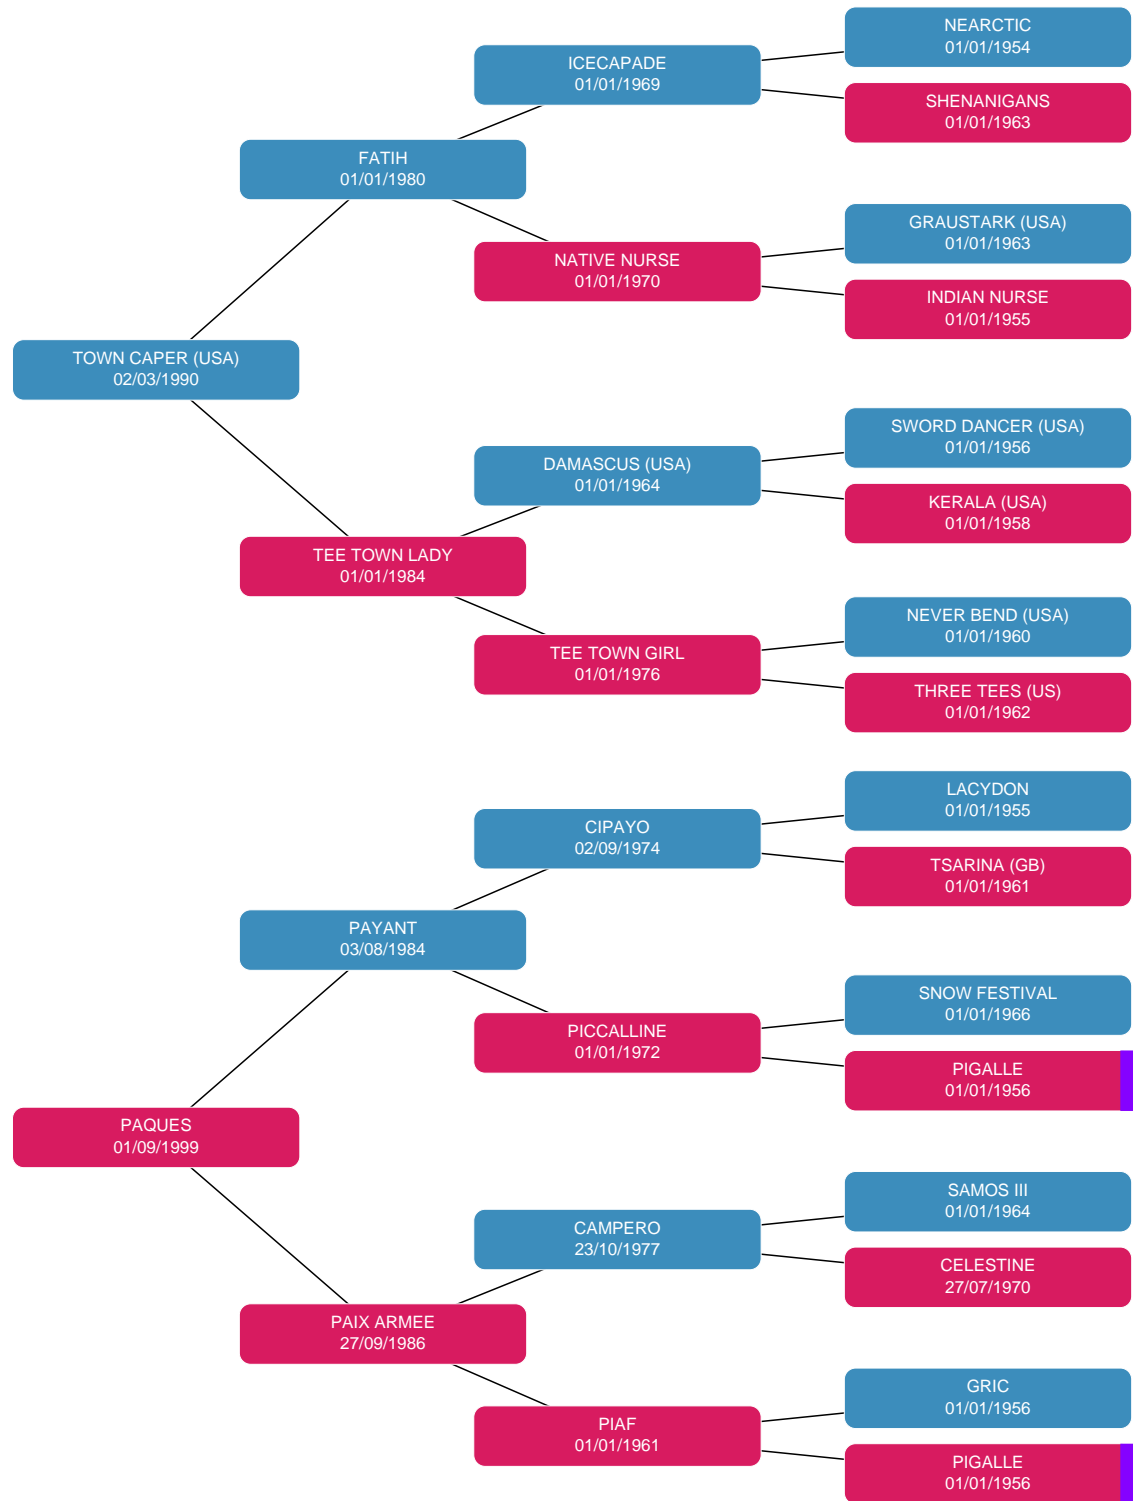 NEARCTIC
01/01/1954
ICECAPADE
01/01/1969
SHENANIGANS
01/01/1963
FATIH
01/01/1980
GRAUSTARK (USA)
01/01/1963
NATIVE NURSE
01/01/1970
INDIAN NURSE
01/01/1955
TOWN CAPER (USA)
02/03/1990
SWORD DANCER (USA)
01/01/1956
DAMASCUS (USA)
01/01/1964
KERALA (USA)
01/01/1958
TEE TOWN LADY
01/01/1984
NEVER BEND (USA)
01/01/1960
TEE TOWN GIRL
01/01/1976
THREE TEES (US)
01/01/1962
LACYDON
01/01/1955
CIPAYO
02/09/1974
TSARINA (GB)
01/01/1961
PAYANT
03/08/1984
SNOW FESTIVAL
01/01/1966
PICCALLINE
01/01/1972
PIGALLE
01/01/1956
PAQUES
01/09/1999
SAMOS III
01/01/1964
CAMPERO
23/10/1977
CELESTINE
27/07/1970
PAIX ARMEE
27/09/1986
GRIC
01/01/1956
PIAF
01/01/1961
PIGALLE
01/01/1956